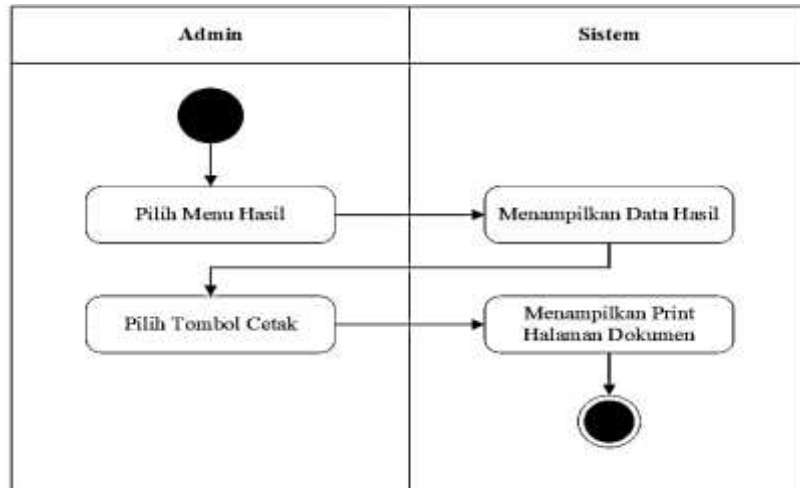 Admin
Sistem
Pilih Menu Hasil
Menampilkan Data Hasil
Pilih Tombol Cetak
Menampilkan Print
Halaman Dokumen